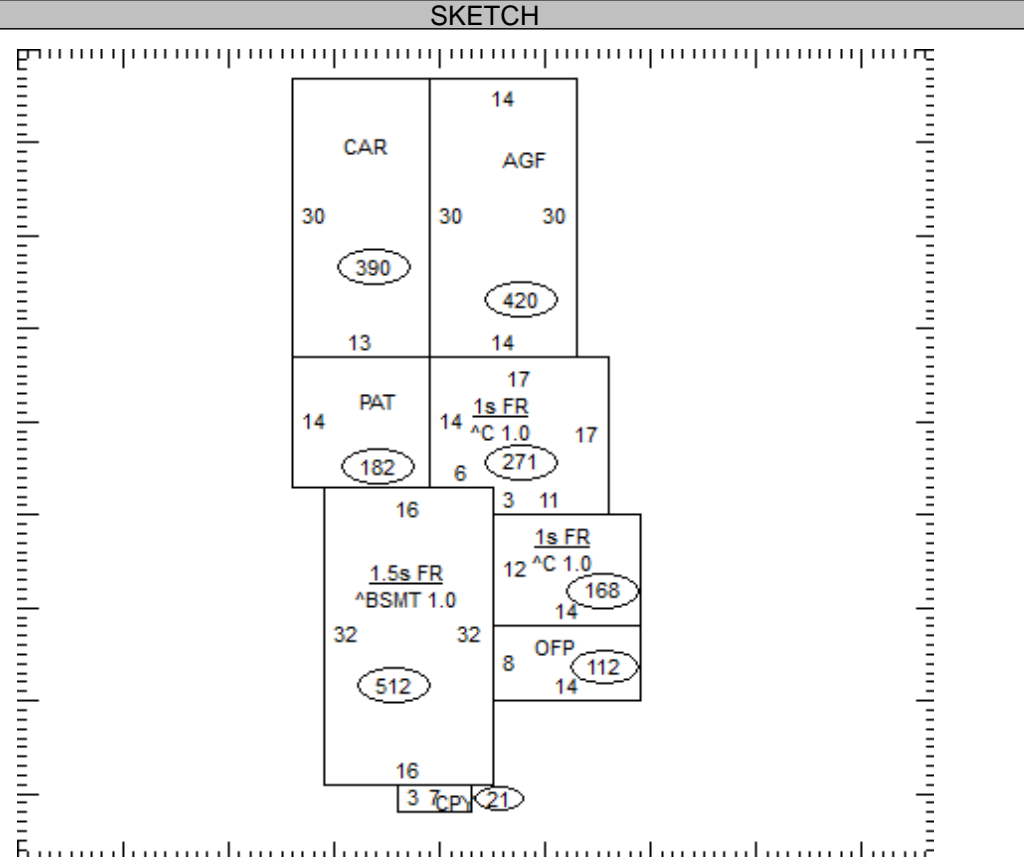 SKETCH
14
CAR
AGF
30 30 30
390
420
13 14
17
PAT
1s FR
14 14 ^C 1.0 17
182 6 271
16 3 11
1s FR
12 ^C 1.0
1.5s FR
^BSMT 1.0
168
14
32 32
OFP
8 112
14
512
16
3 7 CPY 21